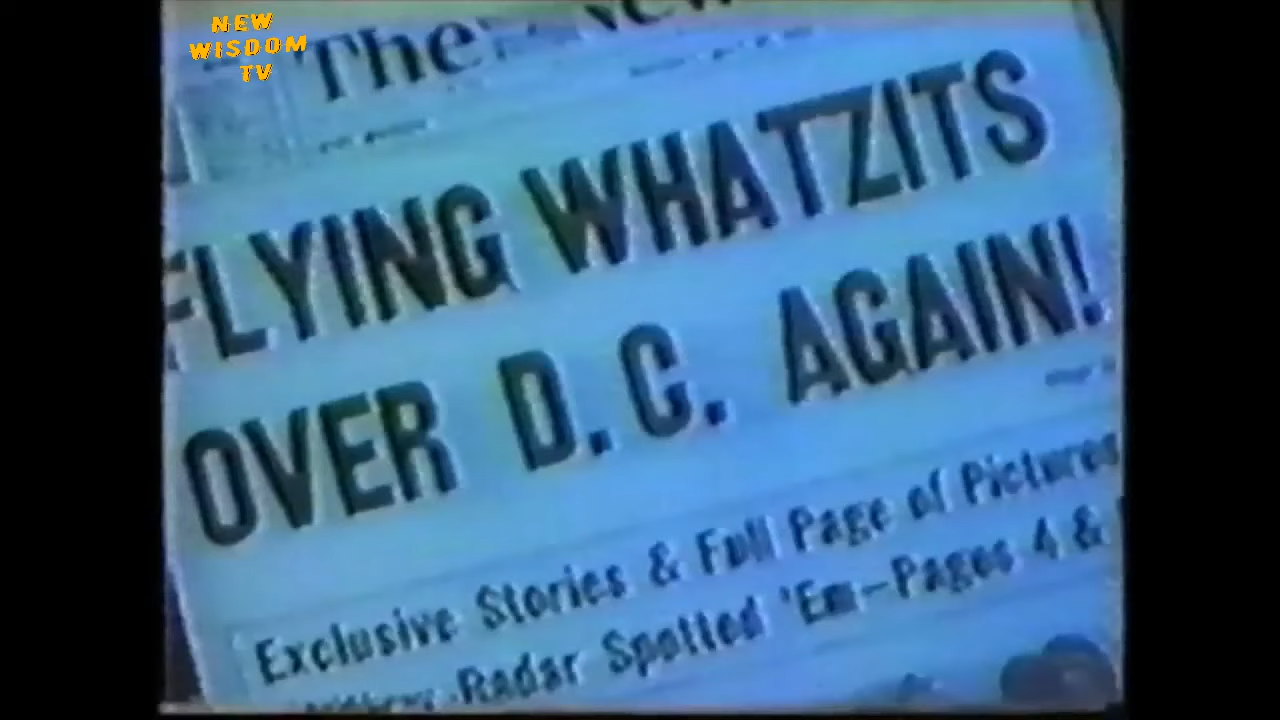 NEW
WISDOM
TV
The New
FLYING WHATZITS
OVER D.C. AGAIN!
Exclusive Stories & Full Page of Pictures
Radar Spotted 'Em—Pages 4 &